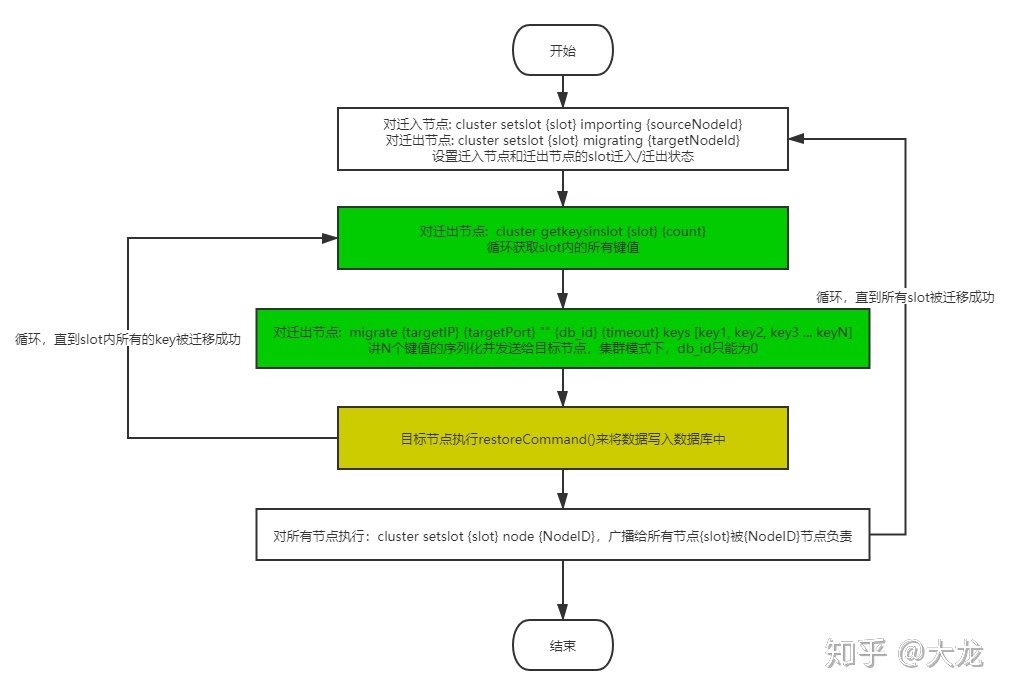 开始
对迁入节点: cluster setslot {slot} importing {sourceNodeId}
对迁出节点: cluster setslot {slot} migrating {targetNodeId}
设置迁入节点和迁出节点的slot迁入/迁出状态
对迁出节点:  cluster getkeysinslot {slot} {count}
循环获取slot内的所有键值
循环，直到所有slot被迁移成功
对迁出节点:  migrate {targetIP} {targetPort} "" {db_id} {timeout} keys [key1, key2, key3 ... keyN]
讲N个键值的序列化并发送给目标节点，集群模式下，db_id只能为0
循环，直到slot内所有的key被迁移成功
目标节点执行restoreCommand()来将数据写入数据库中
对所有节点执行：cluster setslot {slot} node {NodeID}，广播给所有节点{slot}被{NodeID}节点负责
结束
知乎 @大龙